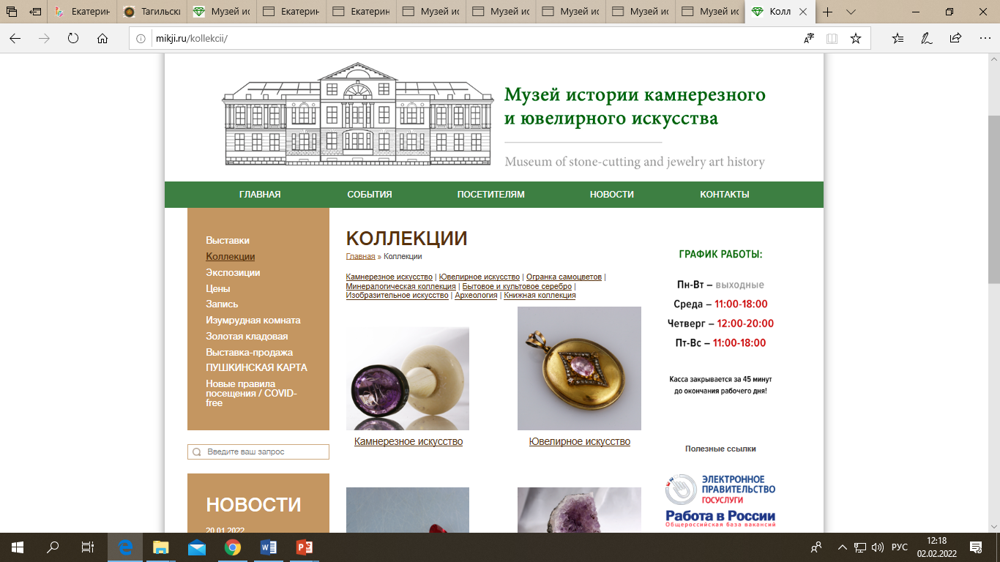 Екатерин
Тагильск
Музей ис
Екатерин
Екатерин
Музей ис
Музей ис
Музей ис
Музей ис
Музей ис
Колл
mikji.ru/kollekcii/
Музей истории камнерезного
и ювелирного искусства
Museum of stone-cutting and jewelry art history
ГЛАВНАЯ
СОБЫТИЯ
ПОСЕТИТЕЛЯМ
НОВОСТИ
КОНТАКТЫ
Выставки
Коллекции
Экспозиции
Цены
Запись
Изумрудная комната
Золотая кладовая
Выставка-продажа
ПУШКИНСКАЯ КАРТА
Новые правила
посещения / COVID-
free
Введите ваш запрос
НОВОСТИ
20.01.2022
КОЛЛЕКЦИИ
Главная » Коллекции
Камнерезное искусство | Ювелирное искусство | Огранка самоцветов |
Минералогическая коллекция | Бытовое и культовое серебро |
Изобразительное искусство | Археология | Книжная коллекция
Камнерезное искусство
Ювелирное искусство
ГРАФИК РАБОТЫ:
Пн-Вт – выходные
Среда – 11:00-18:00
Четверг – 12:00-20:00
Пт-Вс – 11:00-18:00
Касса закрывается за 45 минут
до окончания рабочего дня!
Полезные ссылки
ЭЛЕКТРОННОЕ
ПРАВИТЕЛЬСТВО
ГОСУСЛУГИ
Работа в России
Общероссийская база вакансий
РУС
12:18
02.02.2022